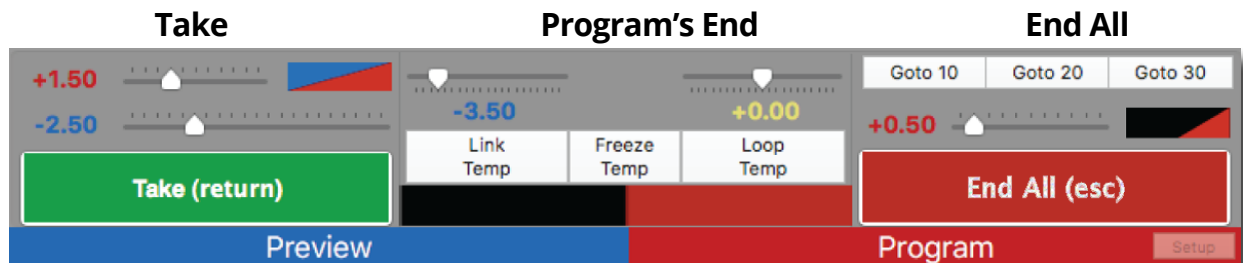 Take Program’s End End All
+1.50
-2.50
Take (return)
-3.50 +0.00
Link Temp
Freeze Temp
Loop Temp
Goto 10 Goto 20 Goto 30
+0.50
End All (esc)
Preview Program Setup